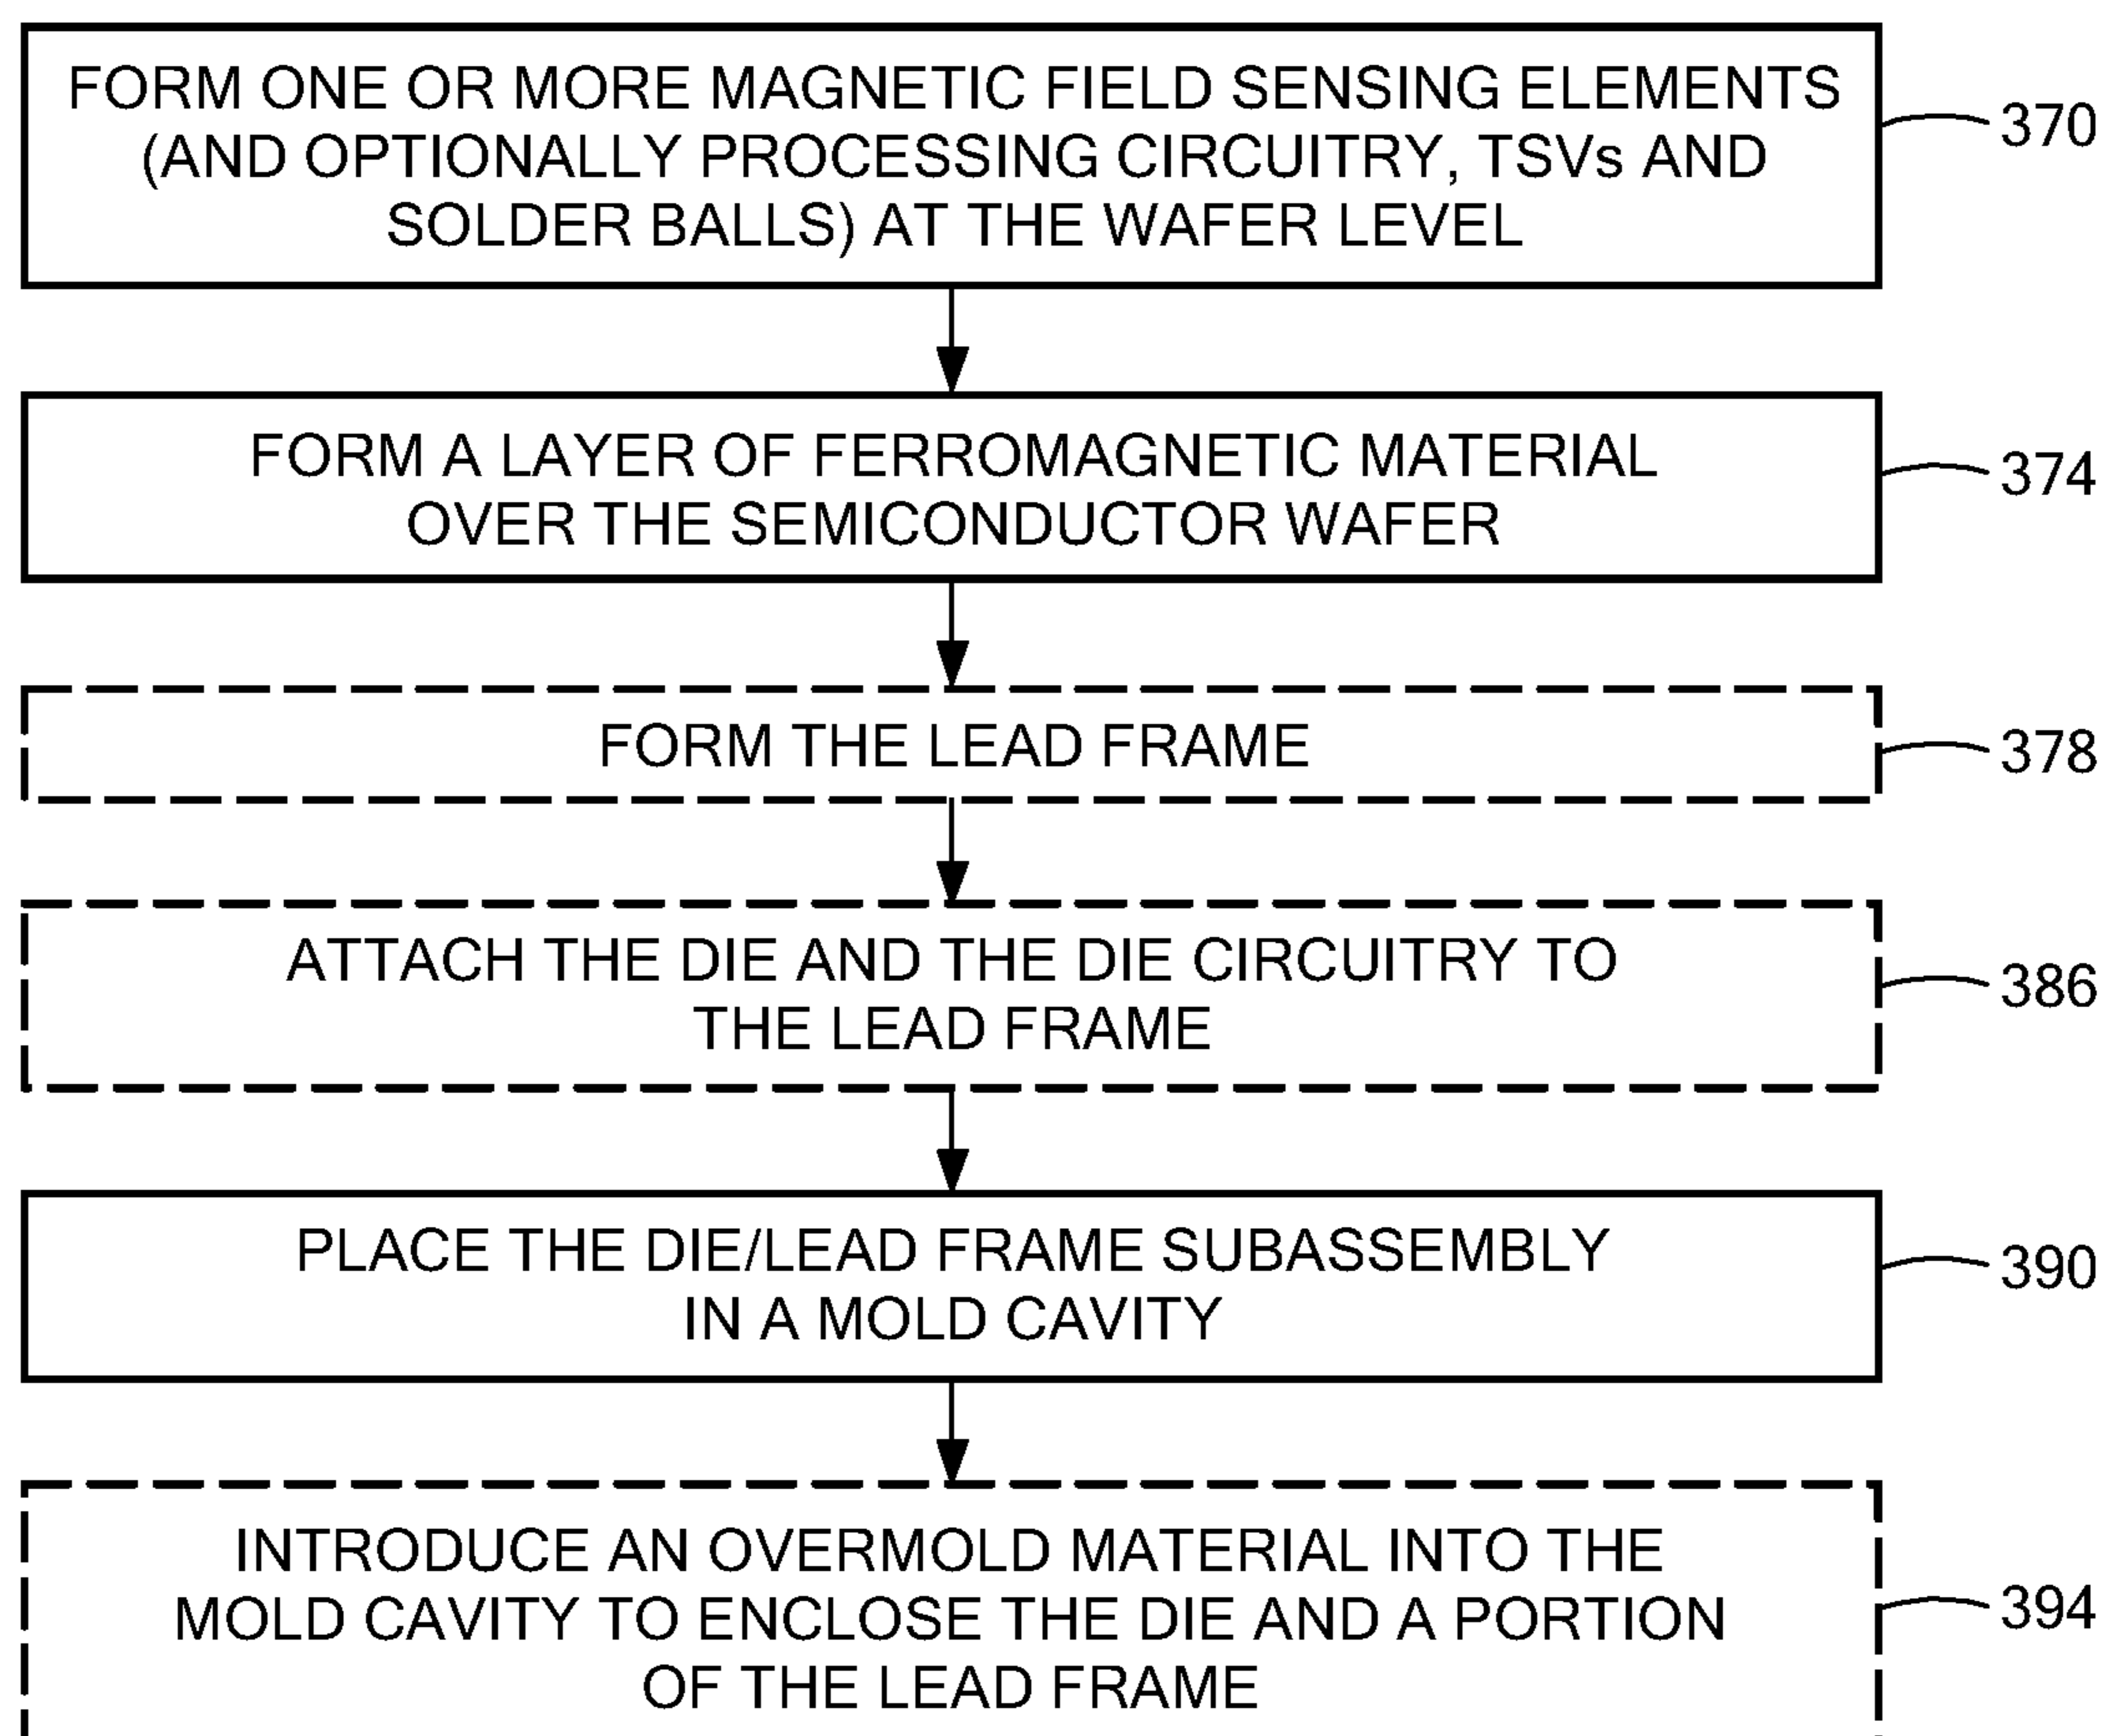 FORM ONE OR MORE MAGNETIC FIELD SENSING ELEMENTS
(AND OPTIONALLY PROCESSING CIRCUITRY, TSVs AND
SOLDER BALLS) AT THE WAFER LEVEL
370
FORM A LAYER OF FERROMAGNETIC MATERIAL
OVER THE SEMICONDUCTOR WAFER
374
FORM THE LEAD FRAME
378
ATTACH THE DIE AND THE DIE CIRCUITRY TO
THE LEAD FRAME
386
PLACE THE DIE/LEAD FRAME SUBASSEMBLY
IN A MOLD CAVITY
390
INTRODUCE AN OVERMOLD MATERIAL INTO THE
MOLD CAVITY TO ENCLOSE THE DIE AND A PORTION
OF THE LEAD FRAME
394